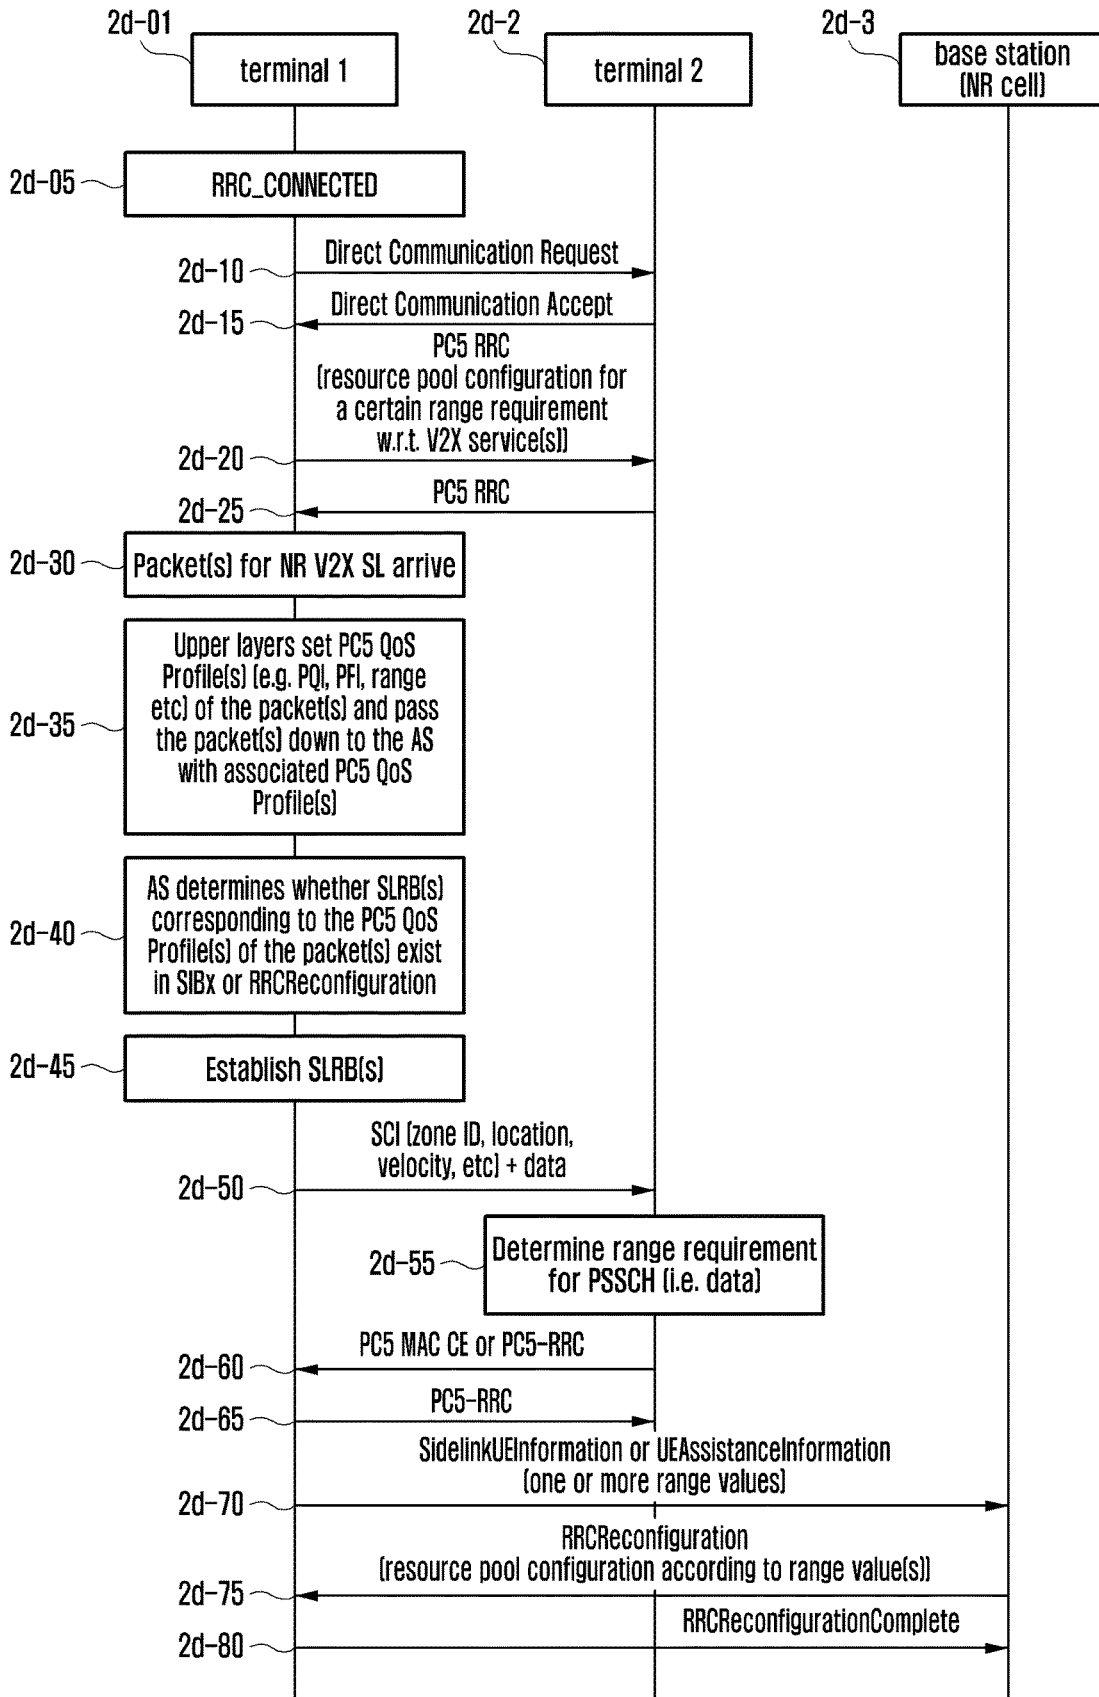 2d-01
2d-2
2d-3
terminal 1
terminal 2
base station
(NR cell)
2d-05
RRC_CONNECTED
Direct Communication Request
2d-10
Direct Communication Accept
2d-15
PC5 RRC
(resource pool configuration for
a certain range requirement
w.r.t. V2X service(s))
2d-20
PC5 RRC
2d-25
2d-30
Packet(s) for NR V2X SL arrive
Upper layers set PC5 QoS
Profile(s) (e.g. PQI, PFI, range
etc) of the packet(s) and pass
2d-35
the packet(s) down to the AS
with associated PC5 QoS
Profile(s)
AS determines whether SLRB(s)
corresponding to the PC5 QoS
2d-40
Profile(s) of the packet(s) exist
in SIBx or RRCReconfiguration
2d-45
Establish SLRB(s)
SCI (zone ID, location,
velocity, etc) + data
2d-50
Determine range requirement
2d-55
for PSSCH (i.e. data)
PC5 MAC CE or PC5-RRC
2d-60
PC5-RRC
2d-65
SidelinkUEInformation or UEAssistanceInformation
(one or more range values)
2d-70
RRCReconfiguration
(resource pool configuration according to range value(s))
2d-75
RRCReconfigurationComplete
2d-80